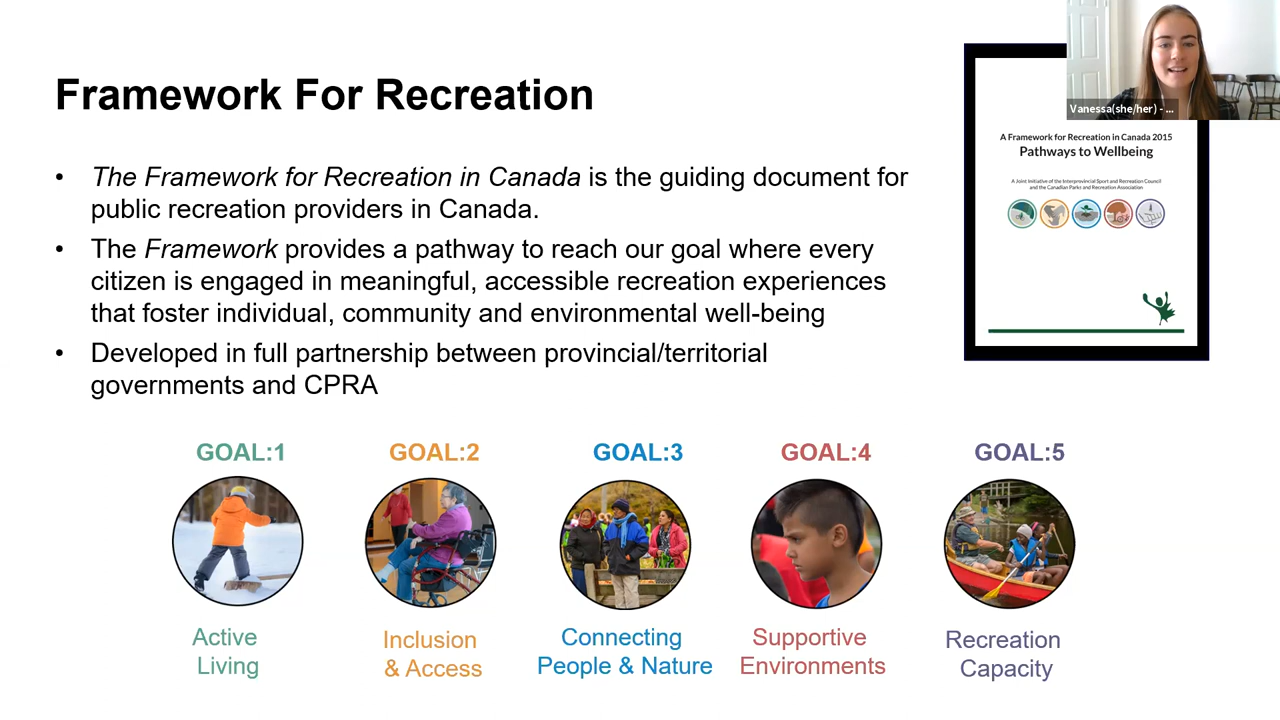 Framework For Recreation
Vanessa(she/her) - ...
A Framework for Recreation in Canada 2015
Pathways to Wellbeing
A Joint Initiative of the Interprovincial Sport and Recreation Council
and the Canadian Parks and Recreation Association
• The Framework for Recreation in Canada is the guiding document for
public recreation providers in Canada.
• The Framework provides a pathway to reach our goal where every
citizen is engaged in meaningful, accessible recreation experiences
that foster individual, community and environmental well-being
• Developed in full partnership between provincial/territorial
governments and CPRA
GOAL:1
GOAL:2
GOAL:3
GOAL:4
GOAL:5
Active
Living
Inclusion
& Access
Connecting
People & Nature
Supportive
Environments
Recreation
Capacity